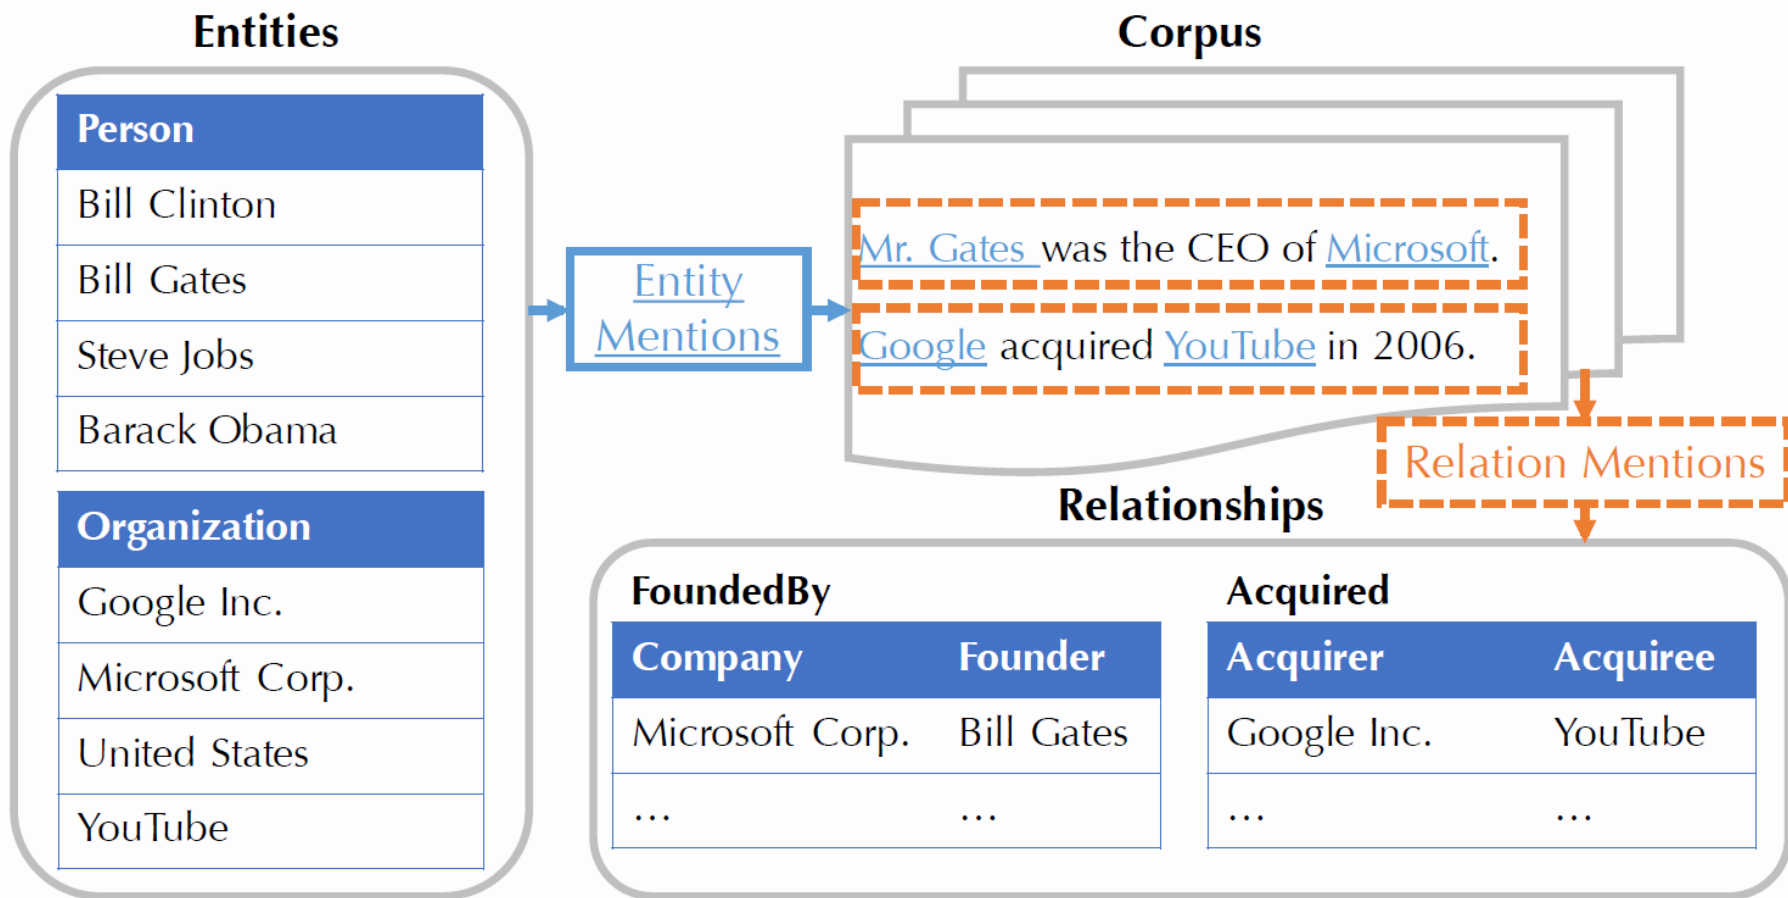 Entities
Person
Bill Clinton
Bill Gates
Steve Jobs
Barack Obama
Organization
Google Inc.
Microsoft Corp.
United States
YouTube
Entity
Mentions
Corpus
Mr. Gates was the CEO of Microsoft.
Google acquired YouTube in 2006.
Relation Mentions
Relationships
FoundedBy
Company Founder
Microsoft Corp. Bill Gates
... ...
Acquired
Acquirer Acquiree
Google Inc. YouTube
... ...